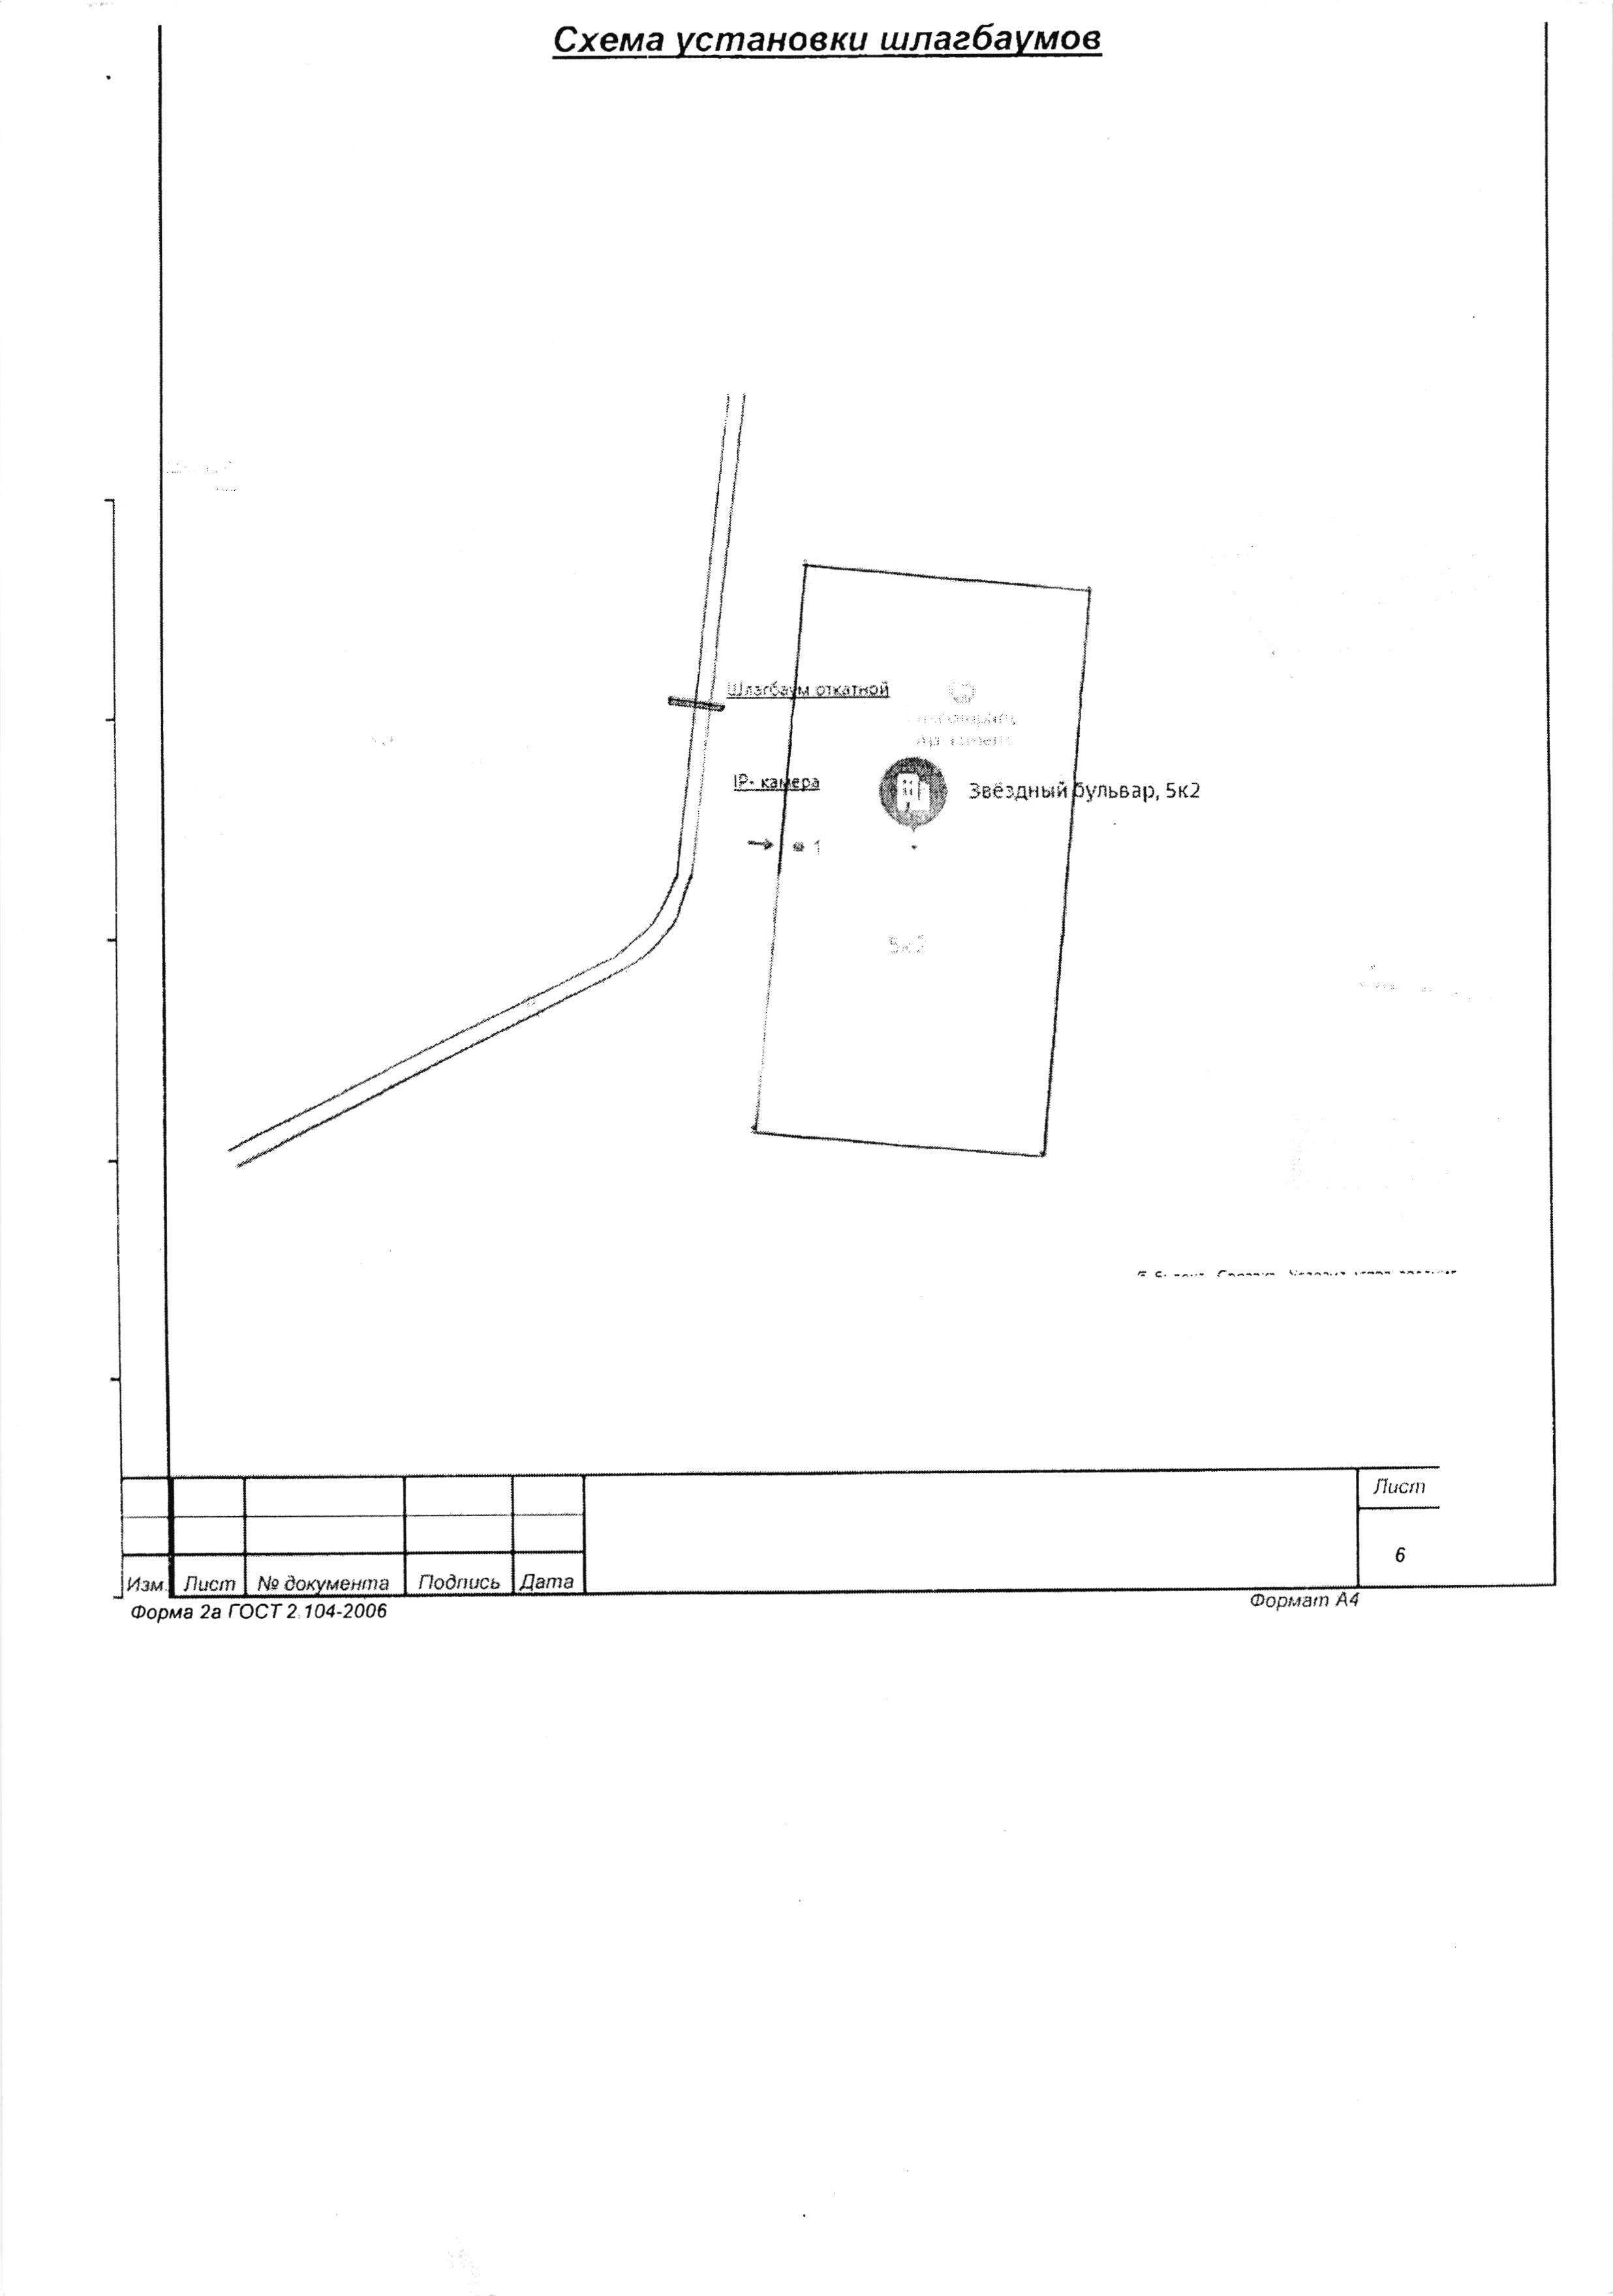 Схема установки шлагбаумов
Шлагбаум откатной
IP- камера
Звёздный бульвар, 5к2
1
5к2
Лист
6
Изм. Лист № документа Подпись Дата
Форма 2а ГОСТ 2.104-2006
Формат А4